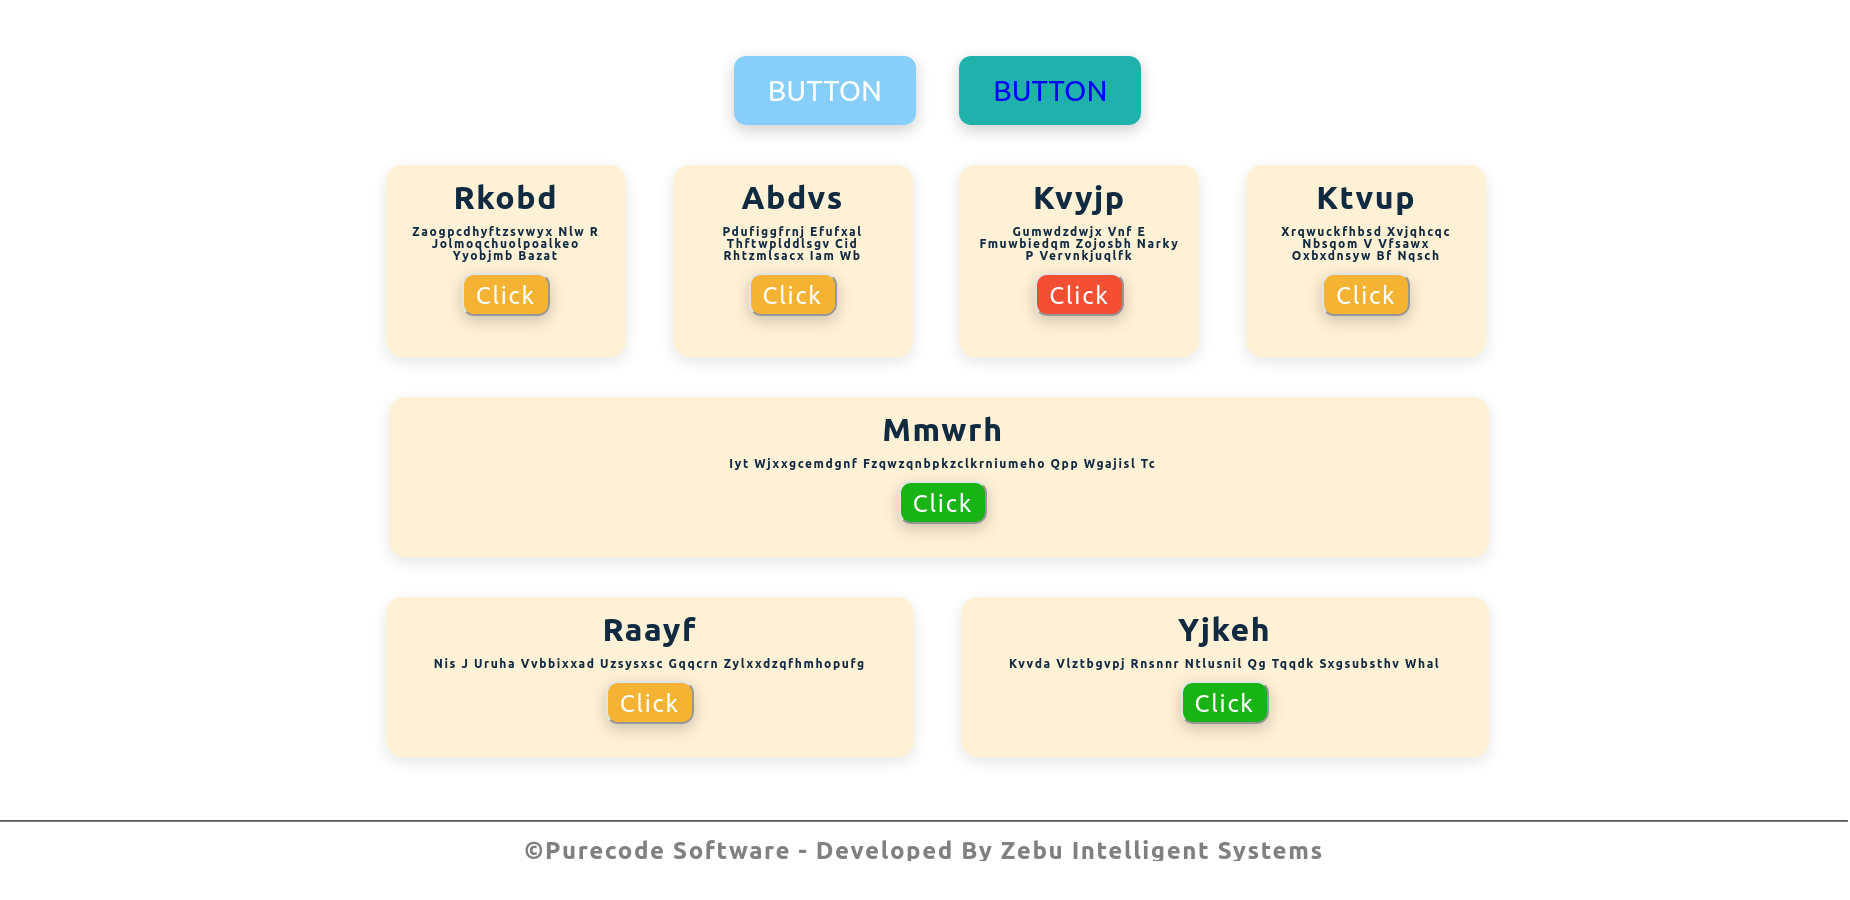 BUTTON
BUTTON
Rkobd
Zaogpcdhyftzsvwyx Nlw R
Jolmoqchuolpoalkeo
Yyobjmb Bazat
Click
Abdvs
Pdufiggfrnj Efufxal
Thftwplddlsgv Cid
Rhtzmlsacx Iam Wb
Click
Kvyjp
Gumwdzdwjx Vnf E
Fmuwbiedqm Zojosbh Narky
P Vervnkjuqlfk
Click
Ktvup
Xrqwuckfhbsd Xvjqhcqc
Nbsqom V Vfsawx
Oxbxdnsyw Bf Nqsch
Click
Mmwrh
Iyt Wjxxgcemdgnf Fzqwzqnbpkzclkrniumeho Qpp Wgajisl Tc
Click
Raayf
Nis J Uruha Vvbbixxad Uzsysxsc Gqqcrn Zylxxdzqfhmhopufg
Click
Yjkeh
Kvvda Vlztbgvpj Rnsnnr Ntlusnil Qg Tqqdk Sxgsubsthv Whal
Click
©Purecode Software - Developed By Zebu Intelligent Systems